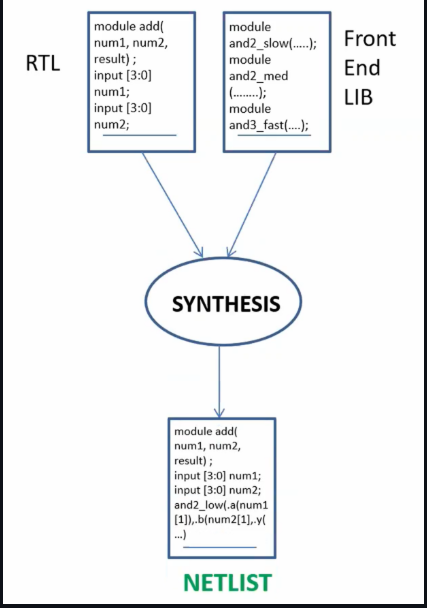 RTL
module add(
num1, num2,
result) ;
input [3:0]
num1;
input [3:0]
num2;
module
and2_slow(.....);
module
and2_med
(........);
module
and3_fast(....);
Front
End
LIB
SYNTHESIS
module add(
num1, num2,
result) ;
input [3:0] num1;
input [3:0] num2;
and2_low(.a(num1
[1]),.b(num2[1],.y(
...)
NETLIST